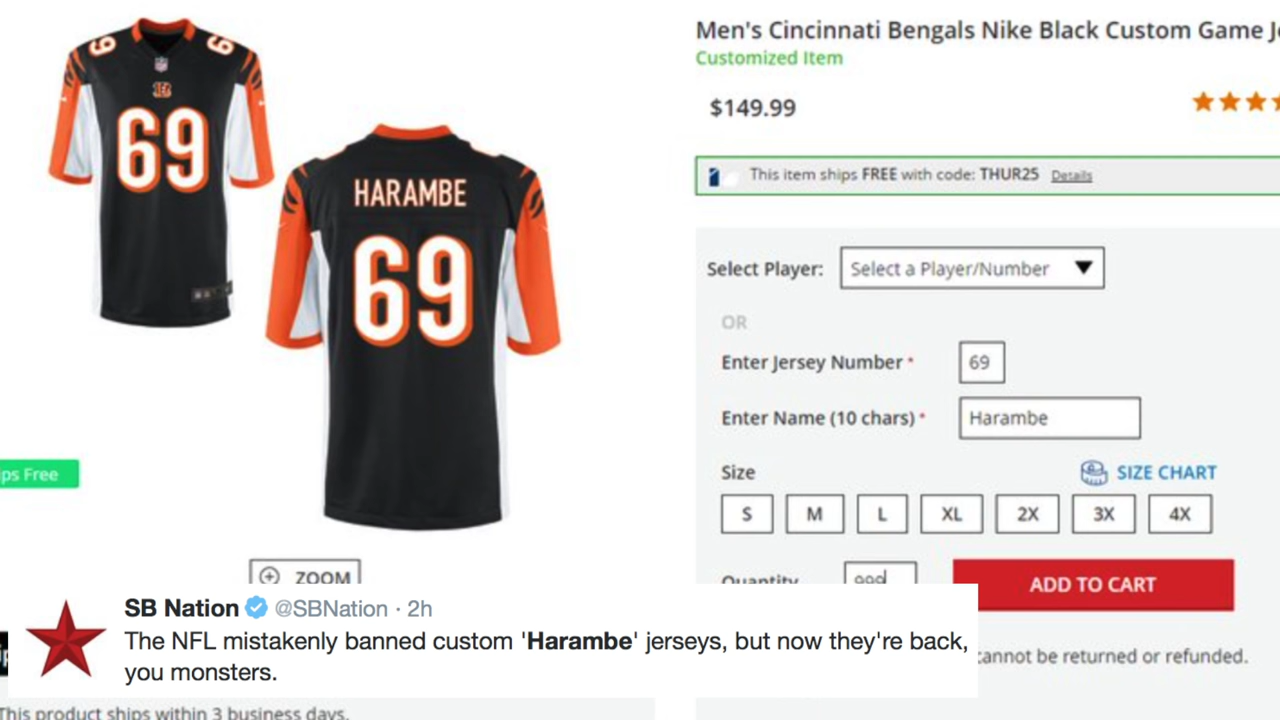 69
69
69
HARAMBE
69
ps Free
ZOOM
Men's Cincinnati Bengals Nike Black Custom Game
Customized Item
$149.99
This item ships FREE with code: THUR25 Details
Select Player: Select a Player/Number
OR
Enter Jersey Number * 69
Enter Name (10 chars) * Harambe
Size SIZE CHART
S M L XL 2X 3X 4X
Quantity 999 ADD TO CART
SB Nation @SBNation · 2h
The NFL mistakenly banned custom 'Harambe' jerseys, but now they're back,
you monsters.
cannot be returned or refunded.
This product ships within 3 business days.